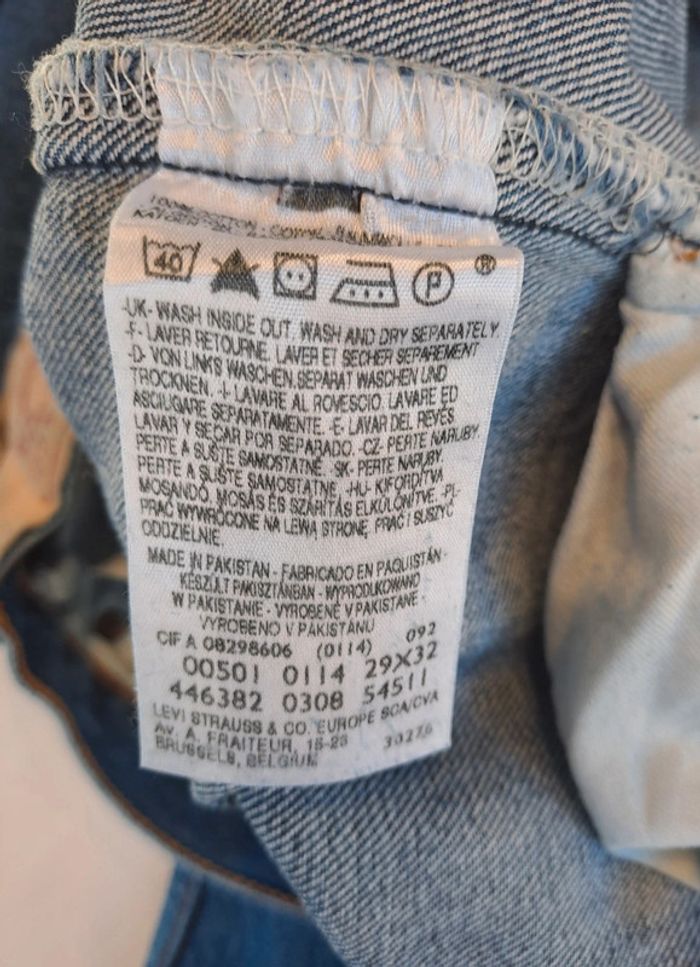 100% COTTON
40
P
®
-UK- WASH INSIDE OUT. WASH AND DRY SEPARATELY.
-F- LAVER RETOURNE. LAVER ET SECHER SEPAREMENT
-D- VON LINKS WASCHEN. SEPARAT WASCHEN UND
TROCKNEN. -I- LAVARE AL ROVESCIO. LAVARE ED
ASCIUGARE SEPARATAMENTE. -E- LAVAR DEL REVES
LAVAR Y SECAR POR SEPARADO. -CZ- PERTE NARUBY.
PERTE A SUŠTE SAMOSTATNĚ. -SK- PERTE NARUBY.
PERTE A SUŠTE SAMOSTATNE. -HU- KIFORDÍTVA
MOSANDÓ. MOSÁS ÉS SZÁRÍTÁS ELKÜLÖNÍTVE. -PL-
PRAĆ WYWRÓCONE NA LEWĄ STRONĘ. PRAĆ I SUSZYĆ
ODDZIELNIE.
MADE IN PAKISTAN - FABRICADO EN PAQUISTÁN -
KÉSZÜLT PAKISZTÁNBAN - WYPRODUKOWANO
W PAKISTANIE - VYROBENÉ V PAKISTANE -
VYROBENO V PAKISTÁNU
CIF A 08298606 (0114) 092
00501 0114 29X32
446382 0308 54511
LEVI STRAUSS & CO. EUROPE SCA/CVA
AV. A. FRAITEUR, 15-23
BRUSSELS, BELGIUM